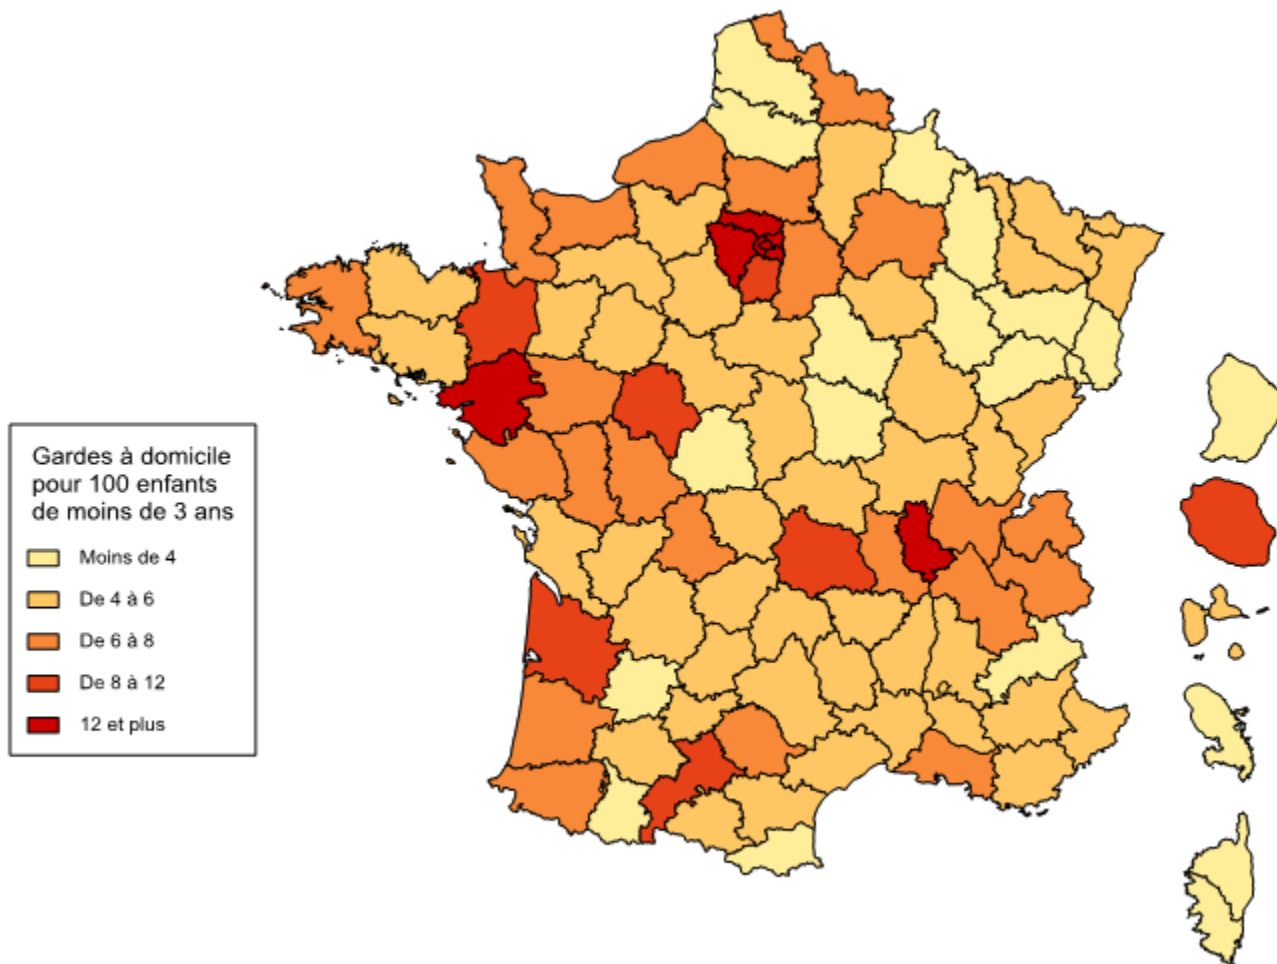 Gardes à domicile
pour 100 enfants
de moins de 3 ans
Moins de 4
De 4 à 6
De 6 à 8
De 8 à 12
12 et plus